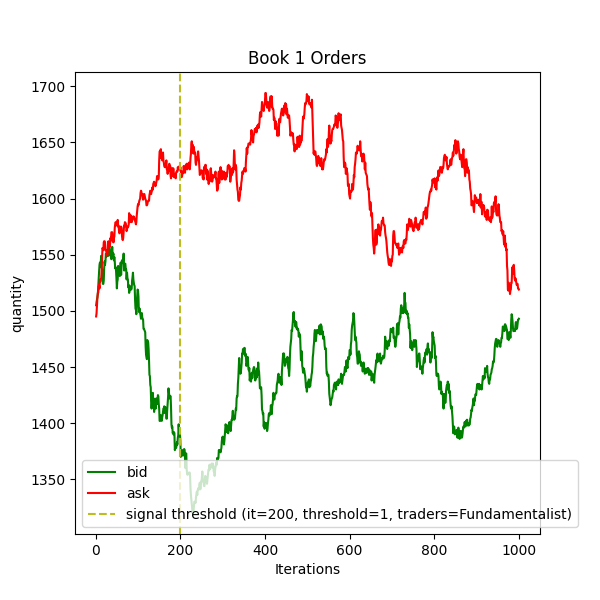 Book 1 Orders
quantity
1700
1650
1600
1550
1500
1450
1400
1350
bid
ask
signal threshold (it=200, threshold=1, traders=Fundamentalist)
0 200 400 600 800 1000
Iterations